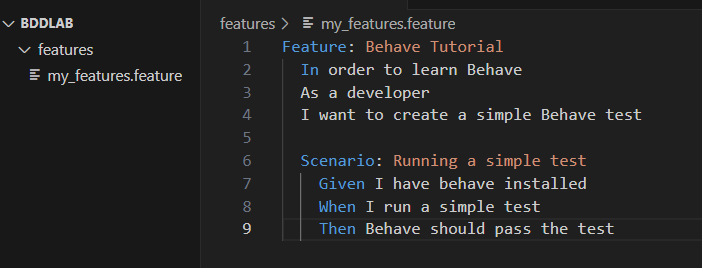 BDDLAB
features
my_features.feature
features > my_features.feature
1 Feature: Behave Tutorial
2 In order to learn Behave
3 As a developer
4 I want to create a simple Behave test
5
6 Scenario: Running a simple test
7 Given I have behave installed
8 When I run a simple test
9 Then Behave should pass the test